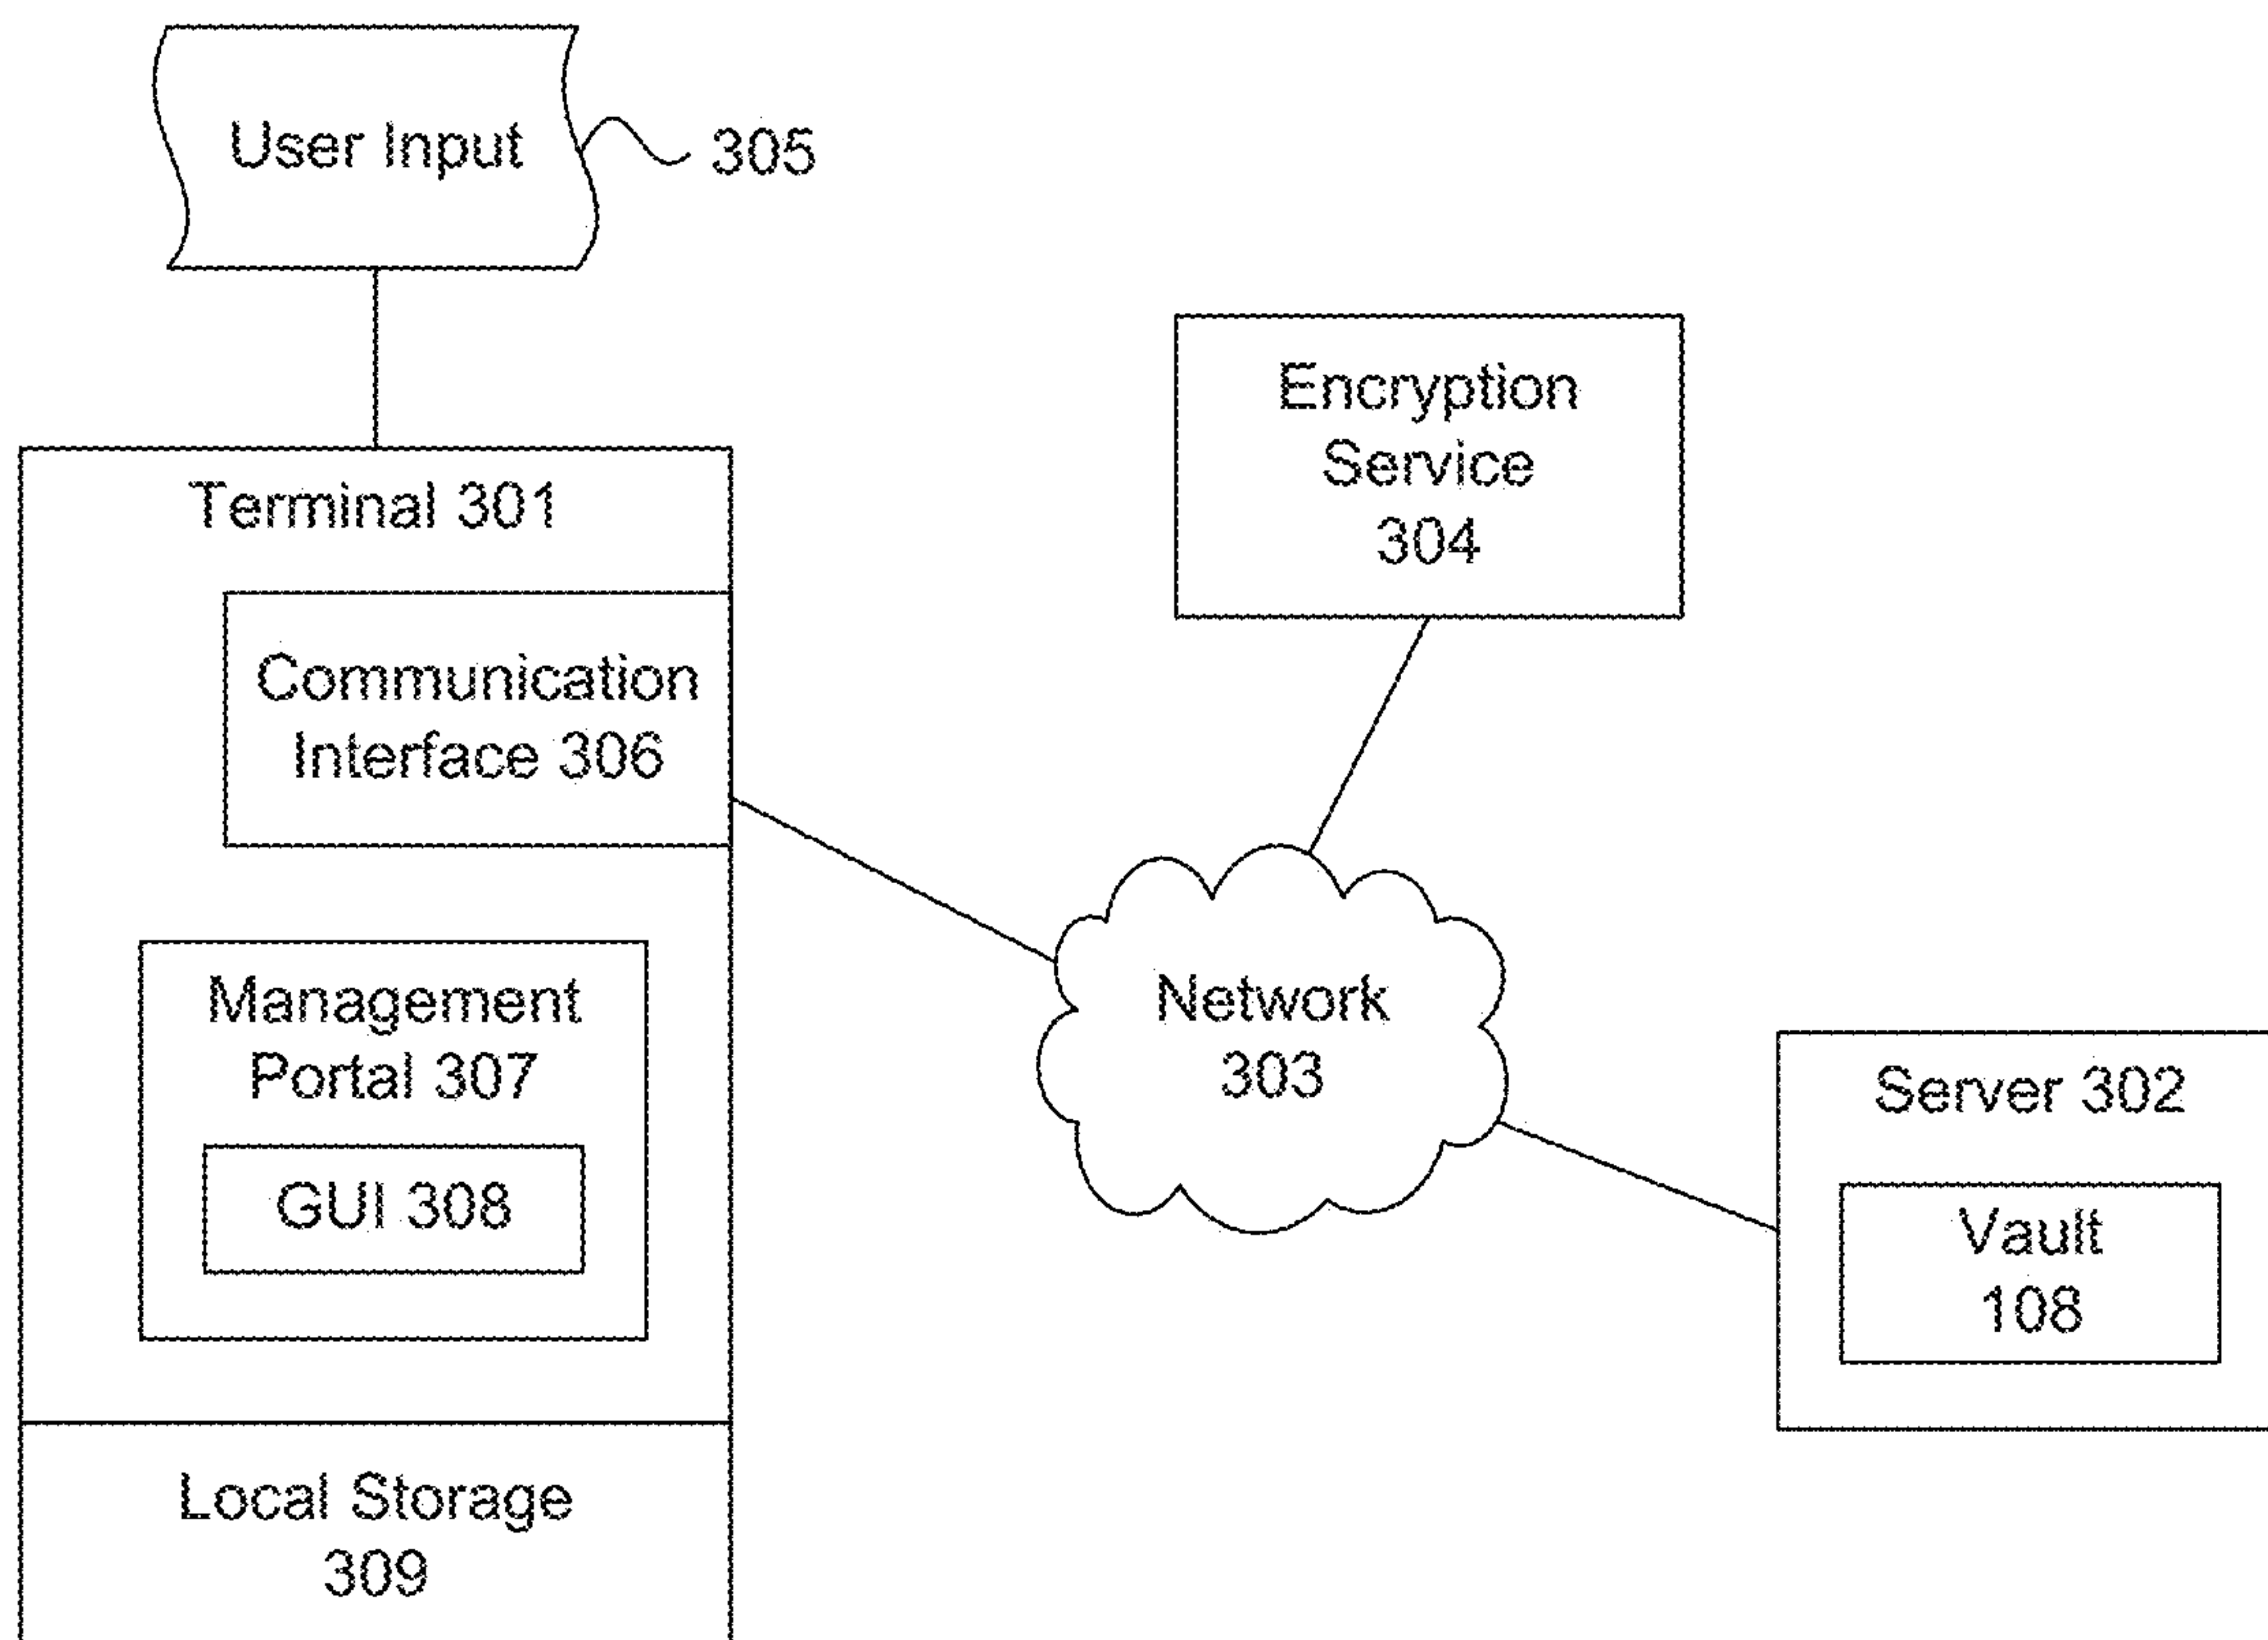 User Input
305
Encryption
Service
304
Terminal 301
Communication
Interface 306
Management
Portal 307
GUI 308
Network
303
Server 302
Vault
108
Local Storage
309